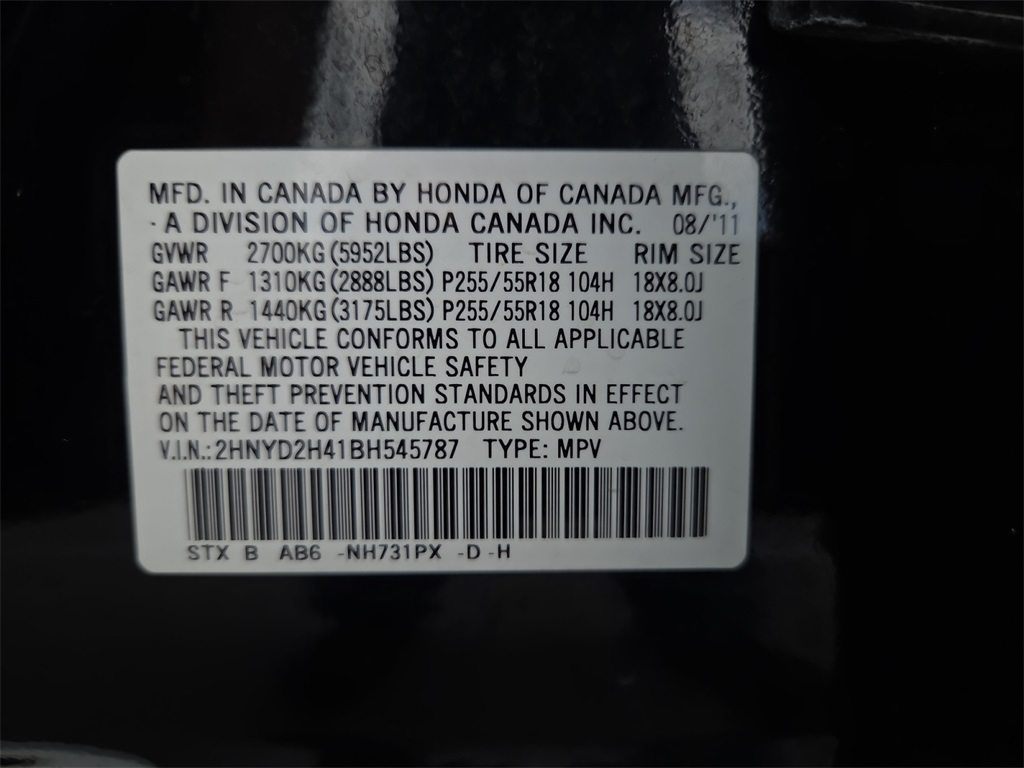 MFD. IN CANADA BY HONDA OF CANADA MFG.,
- A DIVISION OF HONDA CANADA INC. 08/'11
GVWR 2700KG(5952LBS) TIRE SIZE RIM SIZE
GAWR F 1310KG(2888LBS) P255/55R18 104H 18X8.0J
GAWR R 1440KG(3175LBS) P255/55R18 104H 18X8.0J
THIS VEHICLE CONFORMS TO ALL APPLICABLE
FEDERAL MOTOR VEHICLE SAFETY
AND THEFT PREVENTION STANDARDS IN EFFECT
ON THE DATE OF MANUFACTURE SHOWN ABOVE.
V.I.N.:2HNYD2H41BH545787 TYPE: MPV
STX B AB6 -NH731PX -D -H